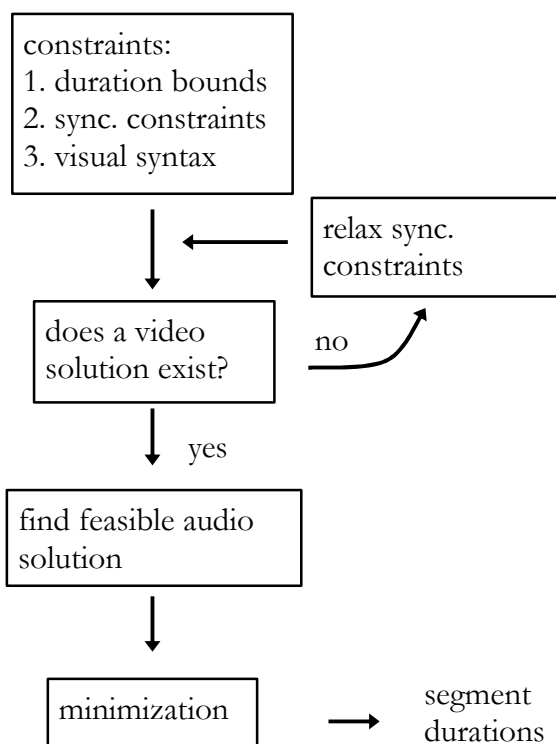 constraints:
1. duration bounds
2. sync. constraints
3. visual syntax
relax sync.
constraints
does a video
solution exist?
no
yes
find feasible audio
solution
minimization
segment
durations